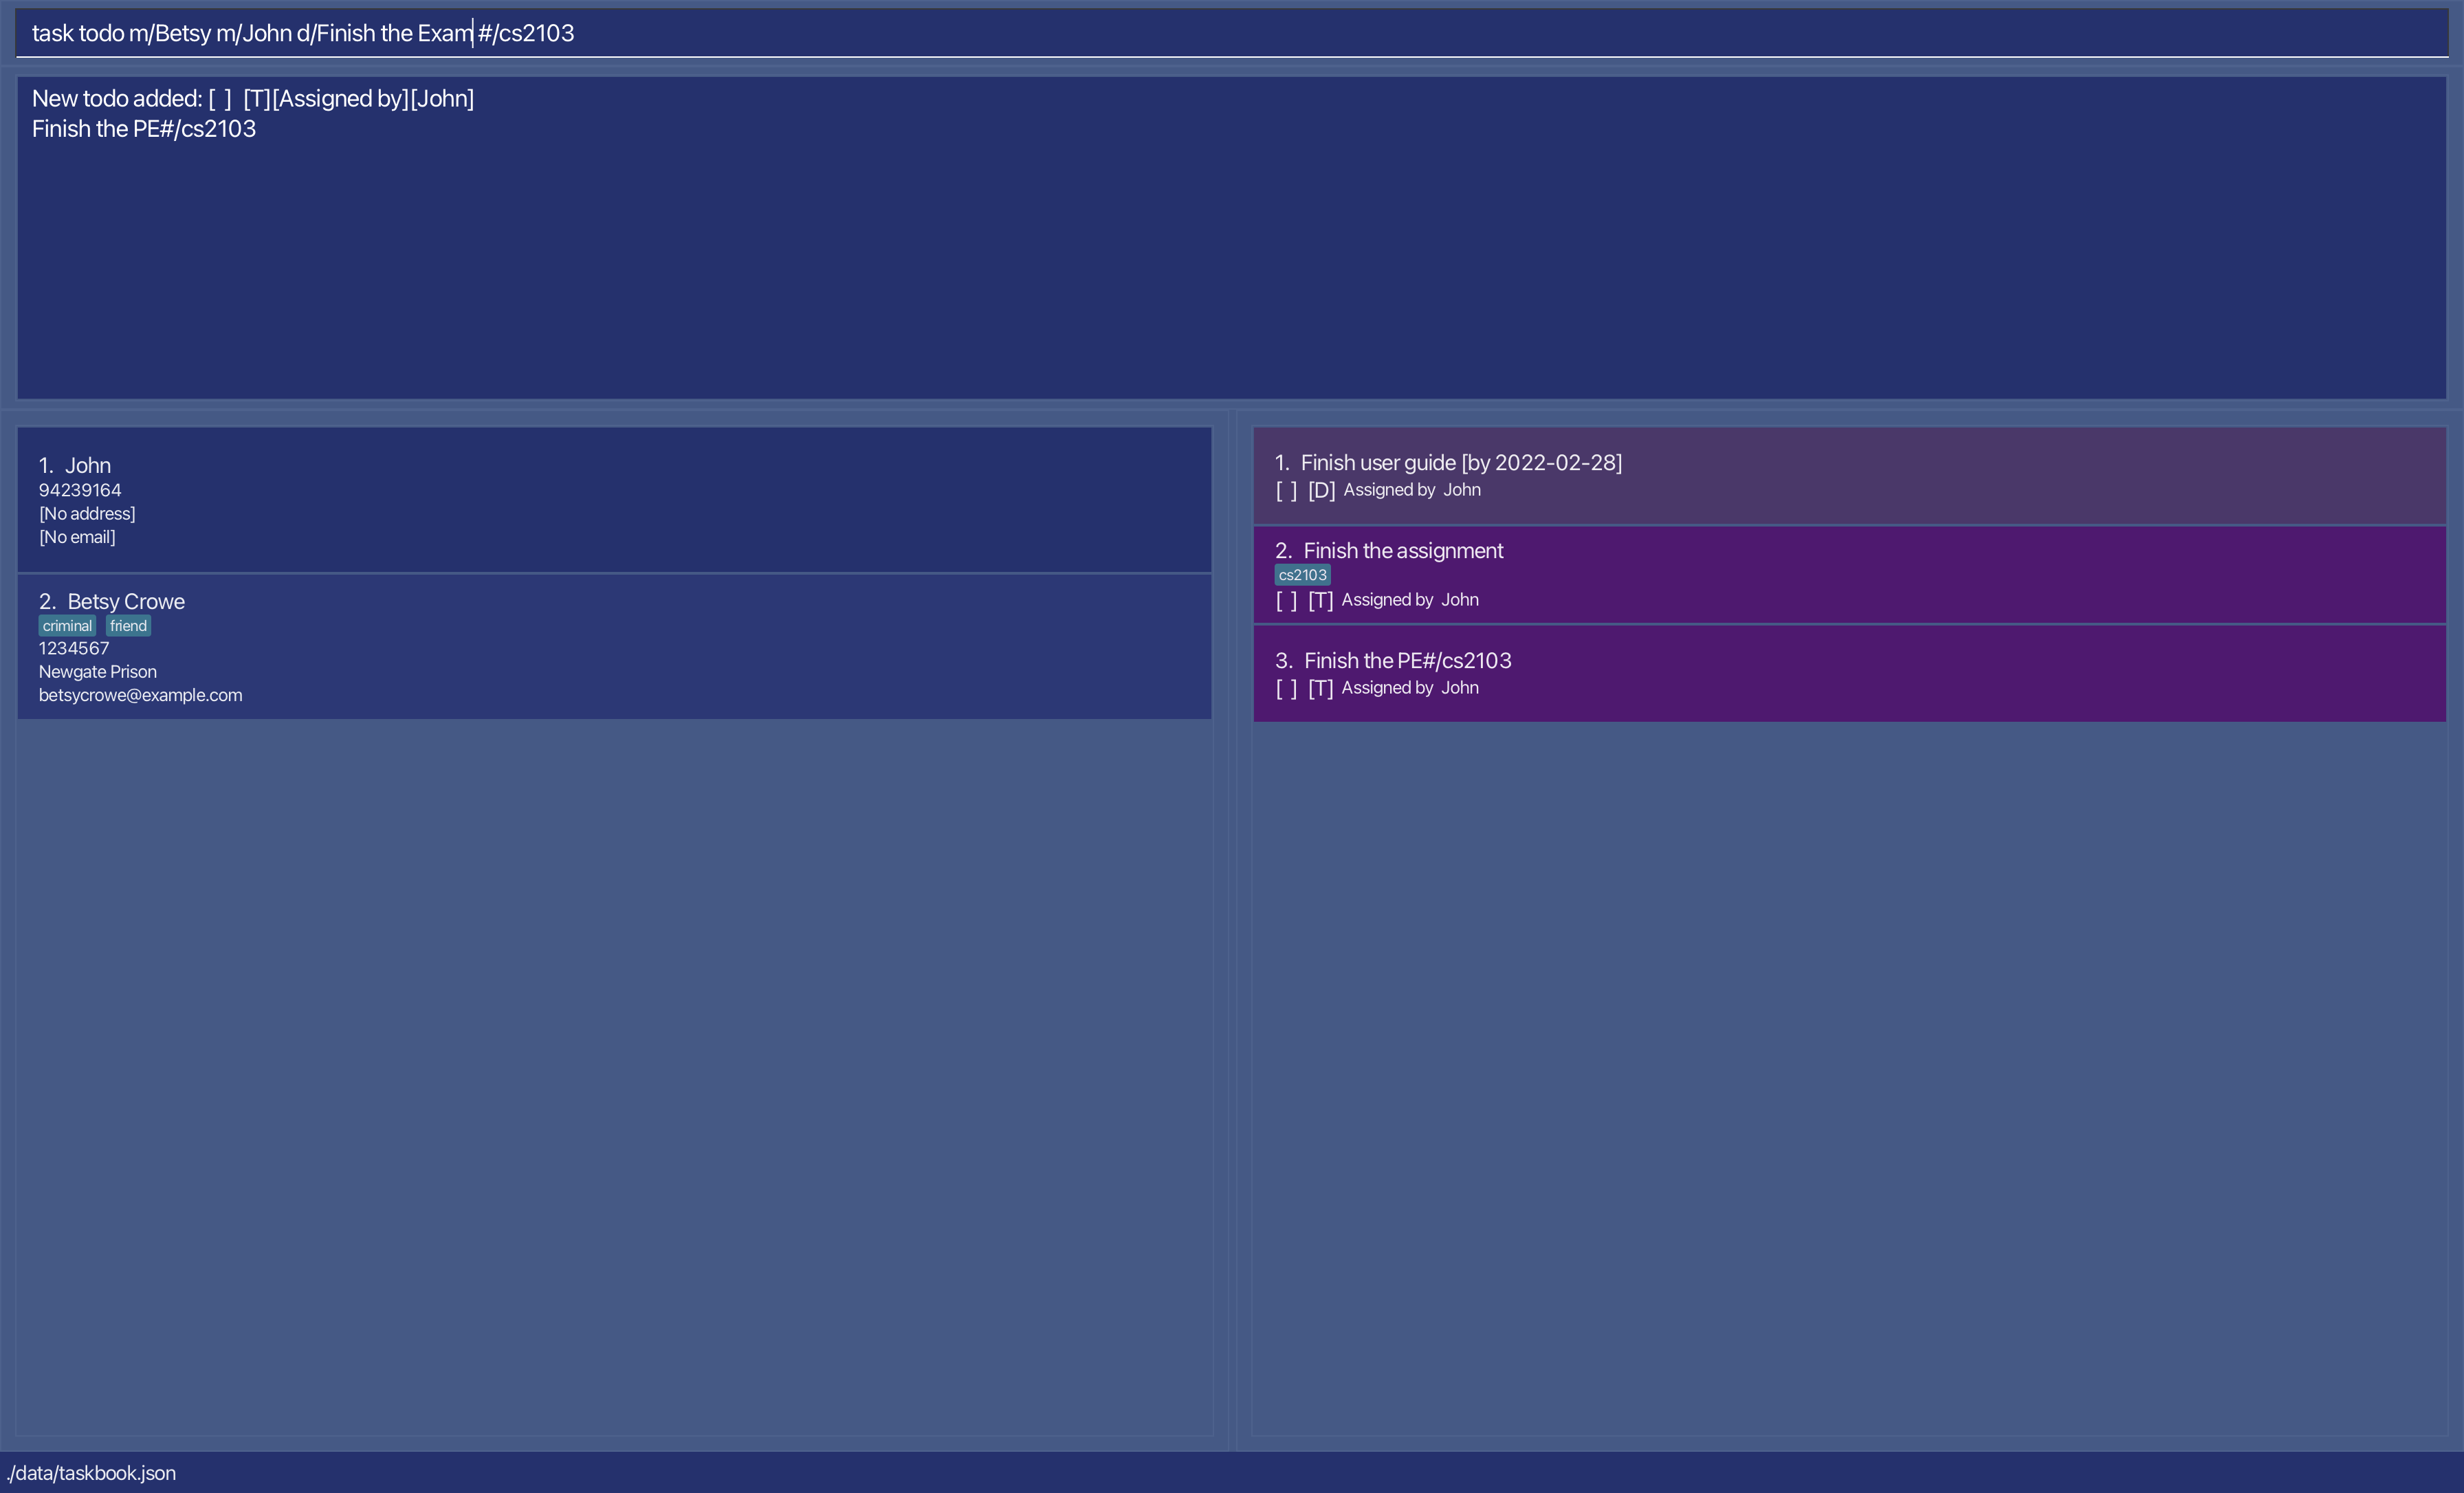 task todo m/Betsy m/John d/Finish the Exam #/cs2103
New todo added: [ ] [T][Assigned by][John]
Finish the PE#/cs2103
1. John
94239164
[No address]
[No email]
2. Betsy Crowe
criminal friend
1234567
Newgate Prison
betsycrowe@example.com
1. Finish user guide [by 2022-02-28]
[ ] [D] Assigned by John
2. Finish the assignment
cs2103
[ ] [T] Assigned by John
3. Finish the PE#/cs2103
[ ] [T] Assigned by John
./data/taskbook.json